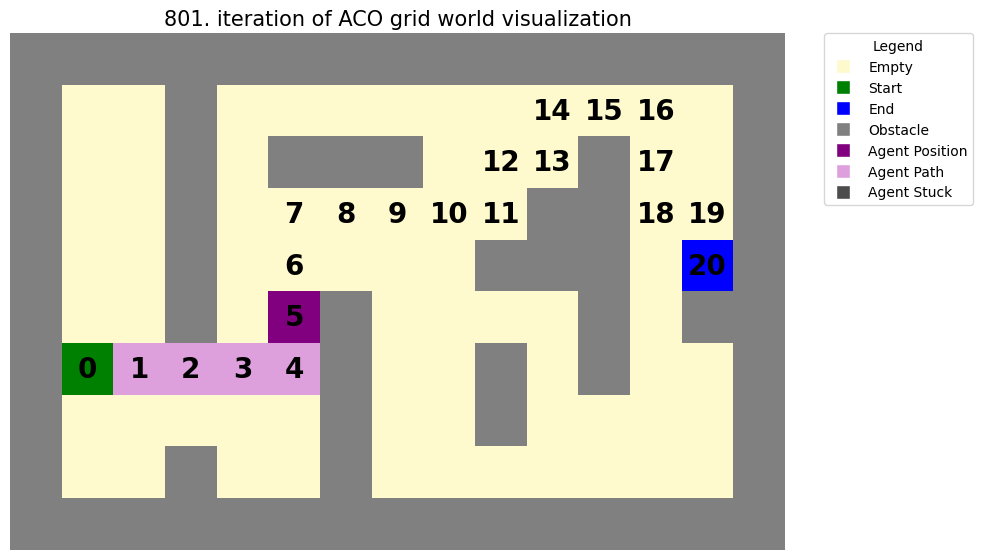 801. iteration of ACO grid world visualization
Legend
Empty
Start
End
Obstacle
Agent Position
Agent Path
Agent Stuck
14 15 16
12 13 17
7 8 9 10 11 18 19
6 20
5
0 1 2 3 4